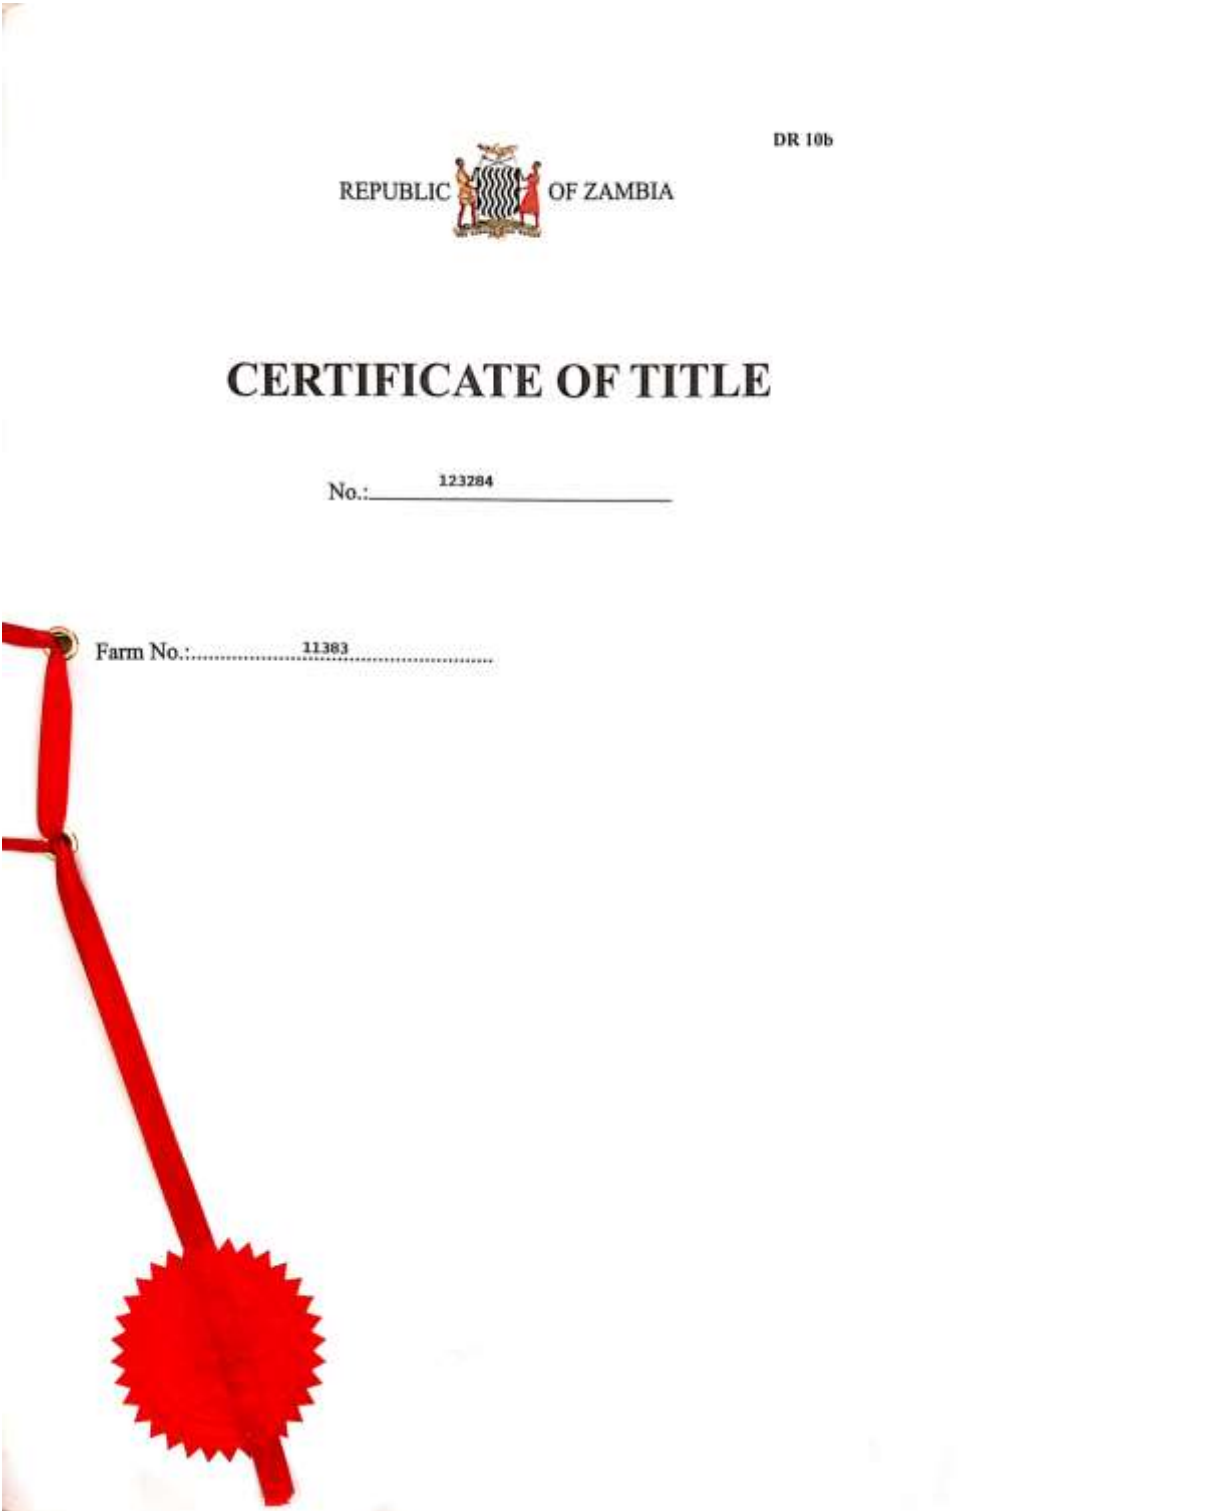 DR 10b
REPUBLIC OF ZAMBIA
CERTIFICATE OF TITLE
No.: 123284
Farm No.: 11383